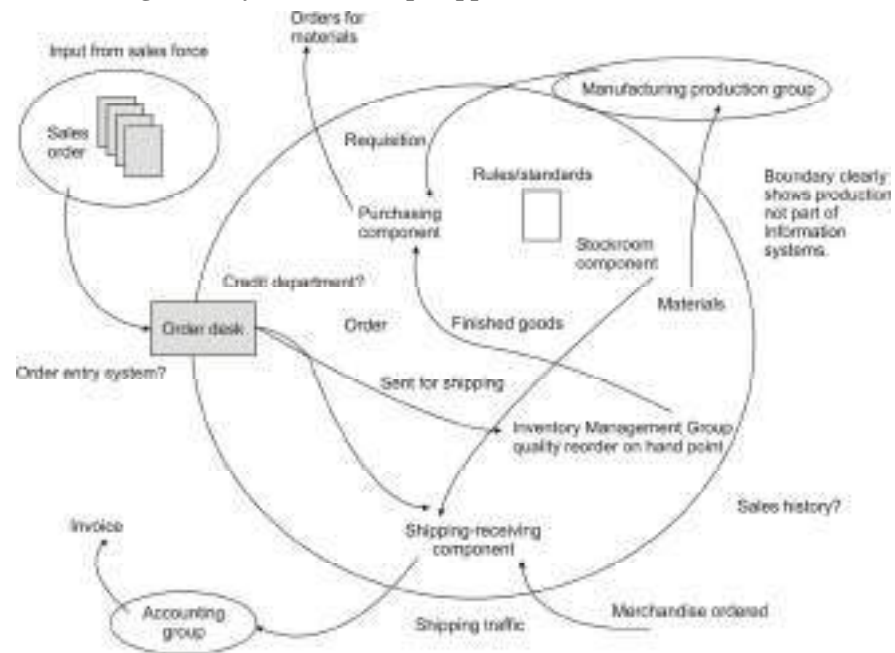 Orders for
materials
Input from sales force
Manufacturing production group
Sales
order
Requisition
Rules/standards
Boundary clearly
shows production
not part of
Information
systems.
Purchasing
component
Stockroom
component
Credit department?
Materials
Order desk
Order
Finished goods
Order entry system?
Sent for shipping
Inventory Management Group
quality reorder on hand point
Sales history?
Invoice
Shipping-receiving
component
Accounting
group
Shipping traffic
Merchandise ordered